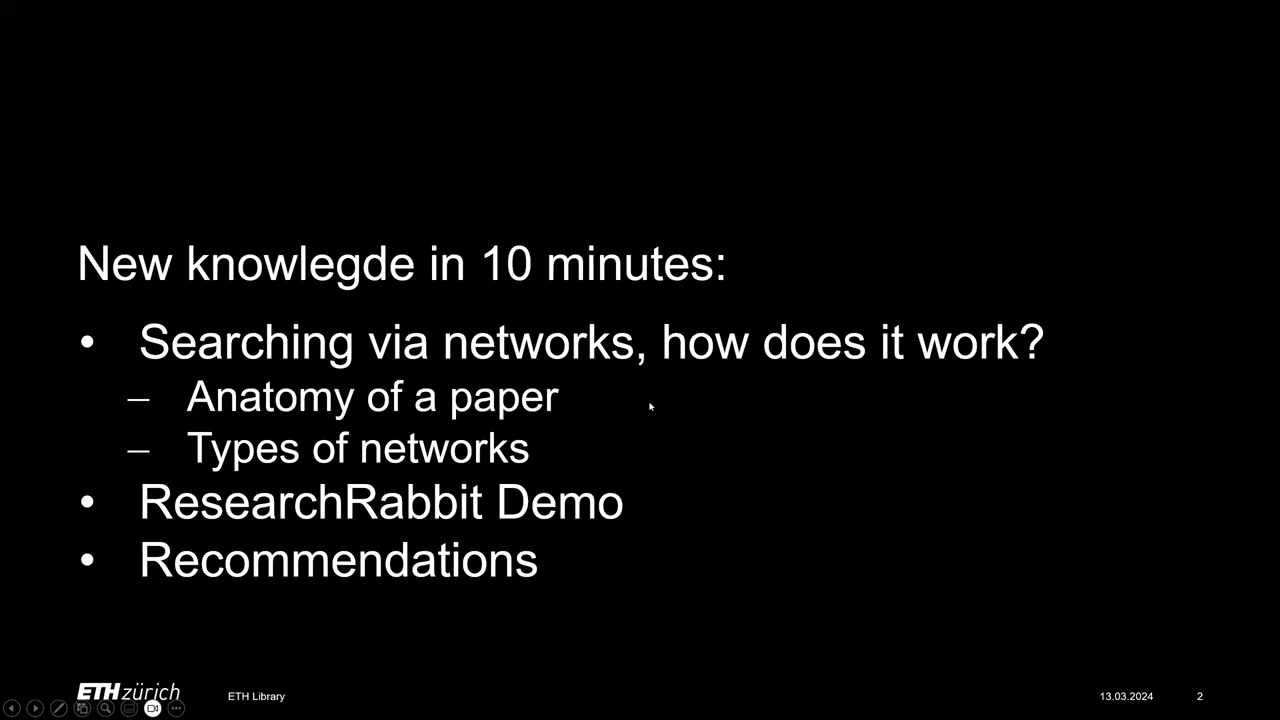 New knowlegde in 10 minutes:
• Searching via networks, how does it work?
– Anatomy of a paper
– Types of networks
• ResearchRabbit Demo
• Recommendations
ETH zürich
ETH Library
13.03.2024
2